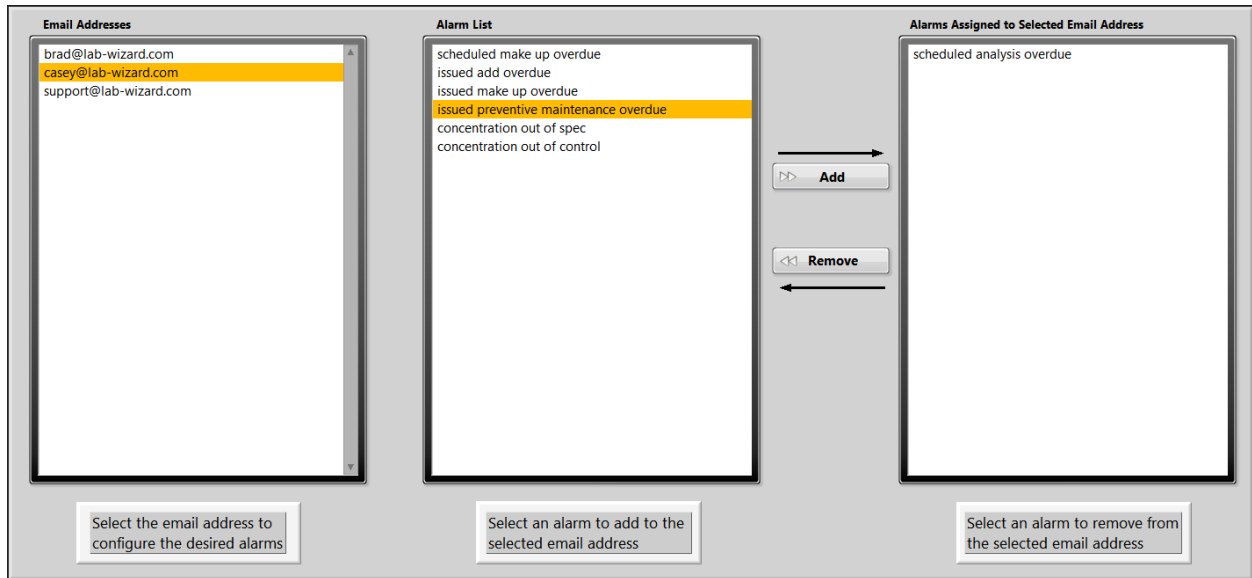 Email Addresses
brad@lab-wizard.com
casey@lab-wizard.com
support@lab-wizard.com
Select the email address to
configure the desired alarms
Alarm List
scheduled make up overdue
issued add overdue
issued make up overdue
issued preventive maintenance overdue
concentration out of spec
concentration out of control
Select an alarm to add to the
selected email address
Add
Remove
Alarms Assigned to Selected Email Address
scheduled analysis overdue
Select an alarm to remove from
the selected email address